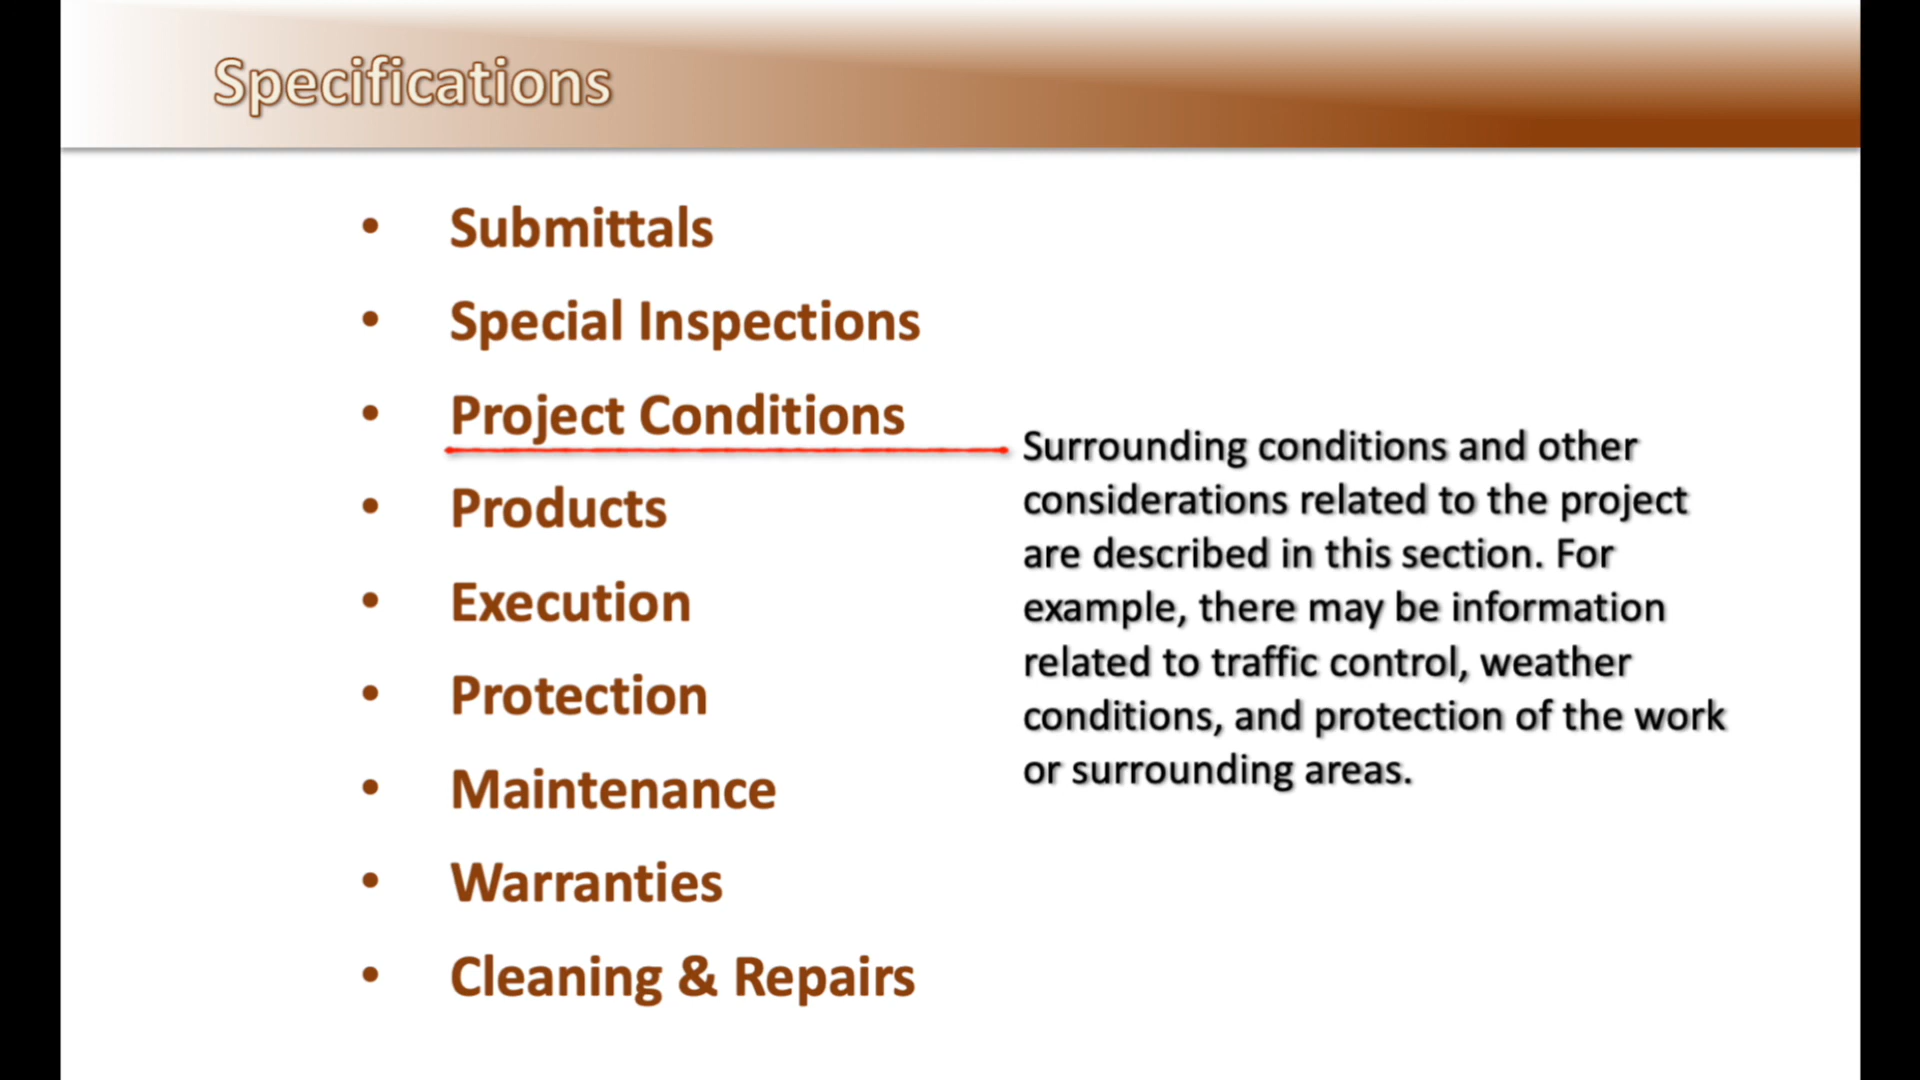 Specifications
• Submittals
• Special Inspections
• Project Conditions
Surrounding conditions and other
considerations related to the project
are described in this section. For
example, there may be information
related to traffic control, weather
conditions, and protection of the work
or surrounding areas.
• Products
• Execution
• Protection
• Maintenance
• Warranties
• Cleaning & Repairs